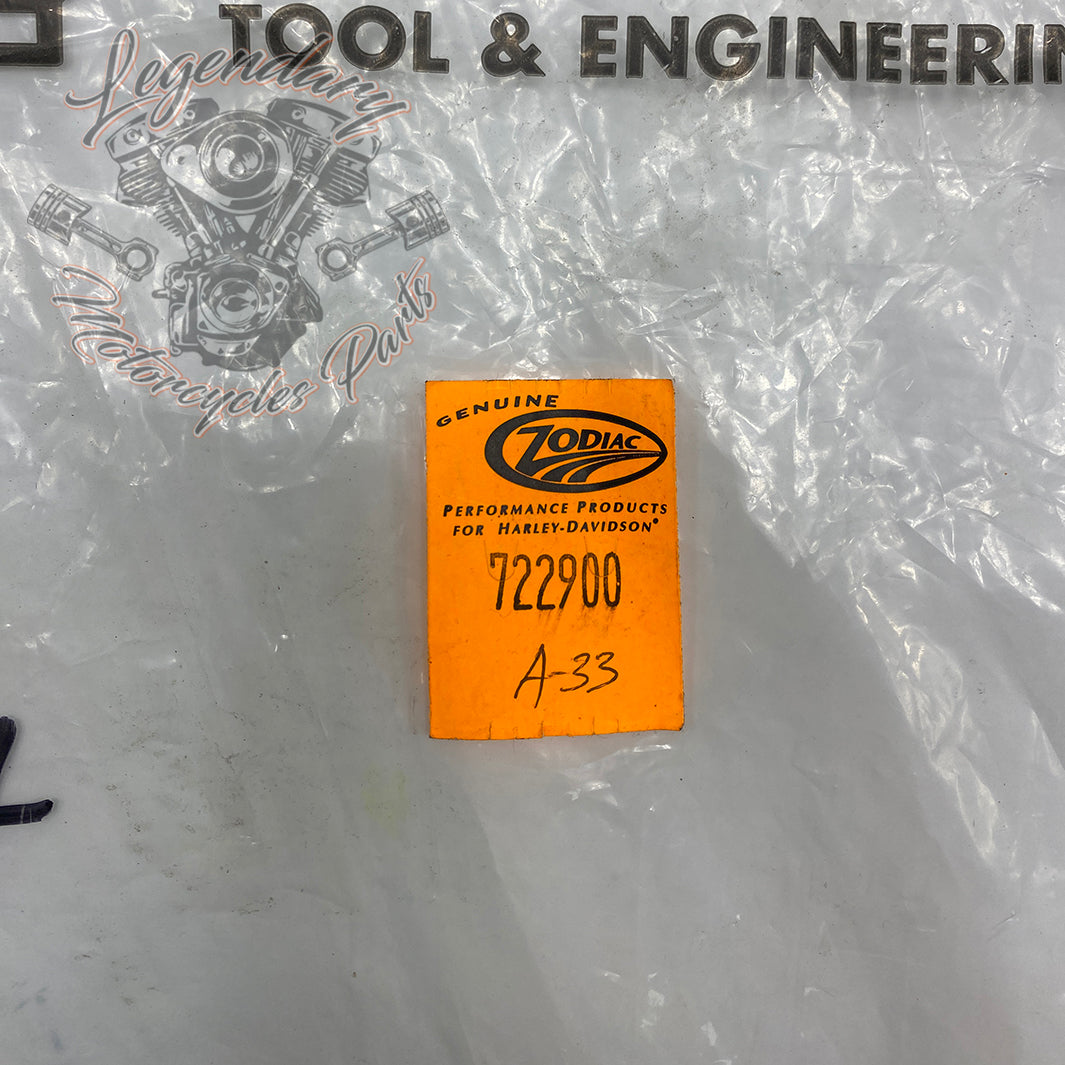 TOOL & ENGINEERIN
Legendary
Motorcycles Parts
GENUINE
ZODIAC
PERFORMANCE PRODUCTS
FOR HARLEY-DAVIDSON®
722900
A-33